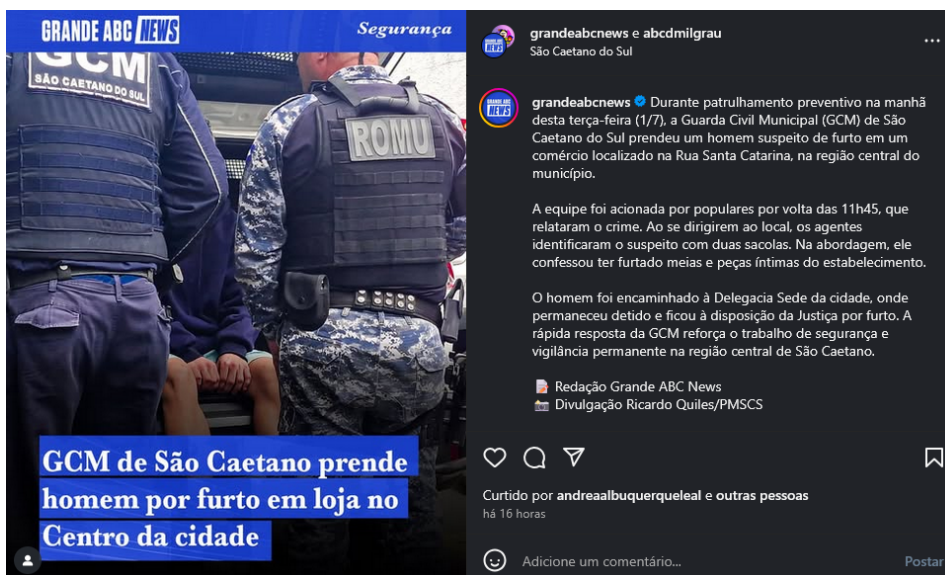 GRANDE ABC NEWS
Segurança
GCM
SÃO CAETANO DO SUL
ROMU
GCM de São Caetano prende
homem por furto em loja no
Centro da cidade
grandeabcnews e abcdmilgrau
São Caetano do Sul
grandeabcnews Durante patrulhamento preventivo na manhã
desta terça-feira (1/7), a Guarda Civil Municipal (GCM) de São
Caetano do Sul prendeu um homem suspeito de furto em um
comércio localizado na Rua Santa Catarina, na região central do
município.
A equipe foi acionada por populares por volta das 11h45, que
relataram o crime. Ao se dirigirem ao local, os agentes
identificaram o suspeito com duas sacolas. Na abordagem, ele
confessou ter furtado meias e peças íntimas do estabelecimento.
O homem foi encaminhado à Delegacia Sede da cidade, onde
permaneceu detido e ficou à disposição da Justiça por furto. A
rápida resposta da GCM reforça o trabalho de segurança e
vigilância permanente na região central de São Caetano.
Redação Grande ABC News
Divulgação Ricardo Quiles/PMSCS
Curtido por andreaalbuquerqueleal e outras pessoas
há 16 horas
Adicione um comentário...
Postar